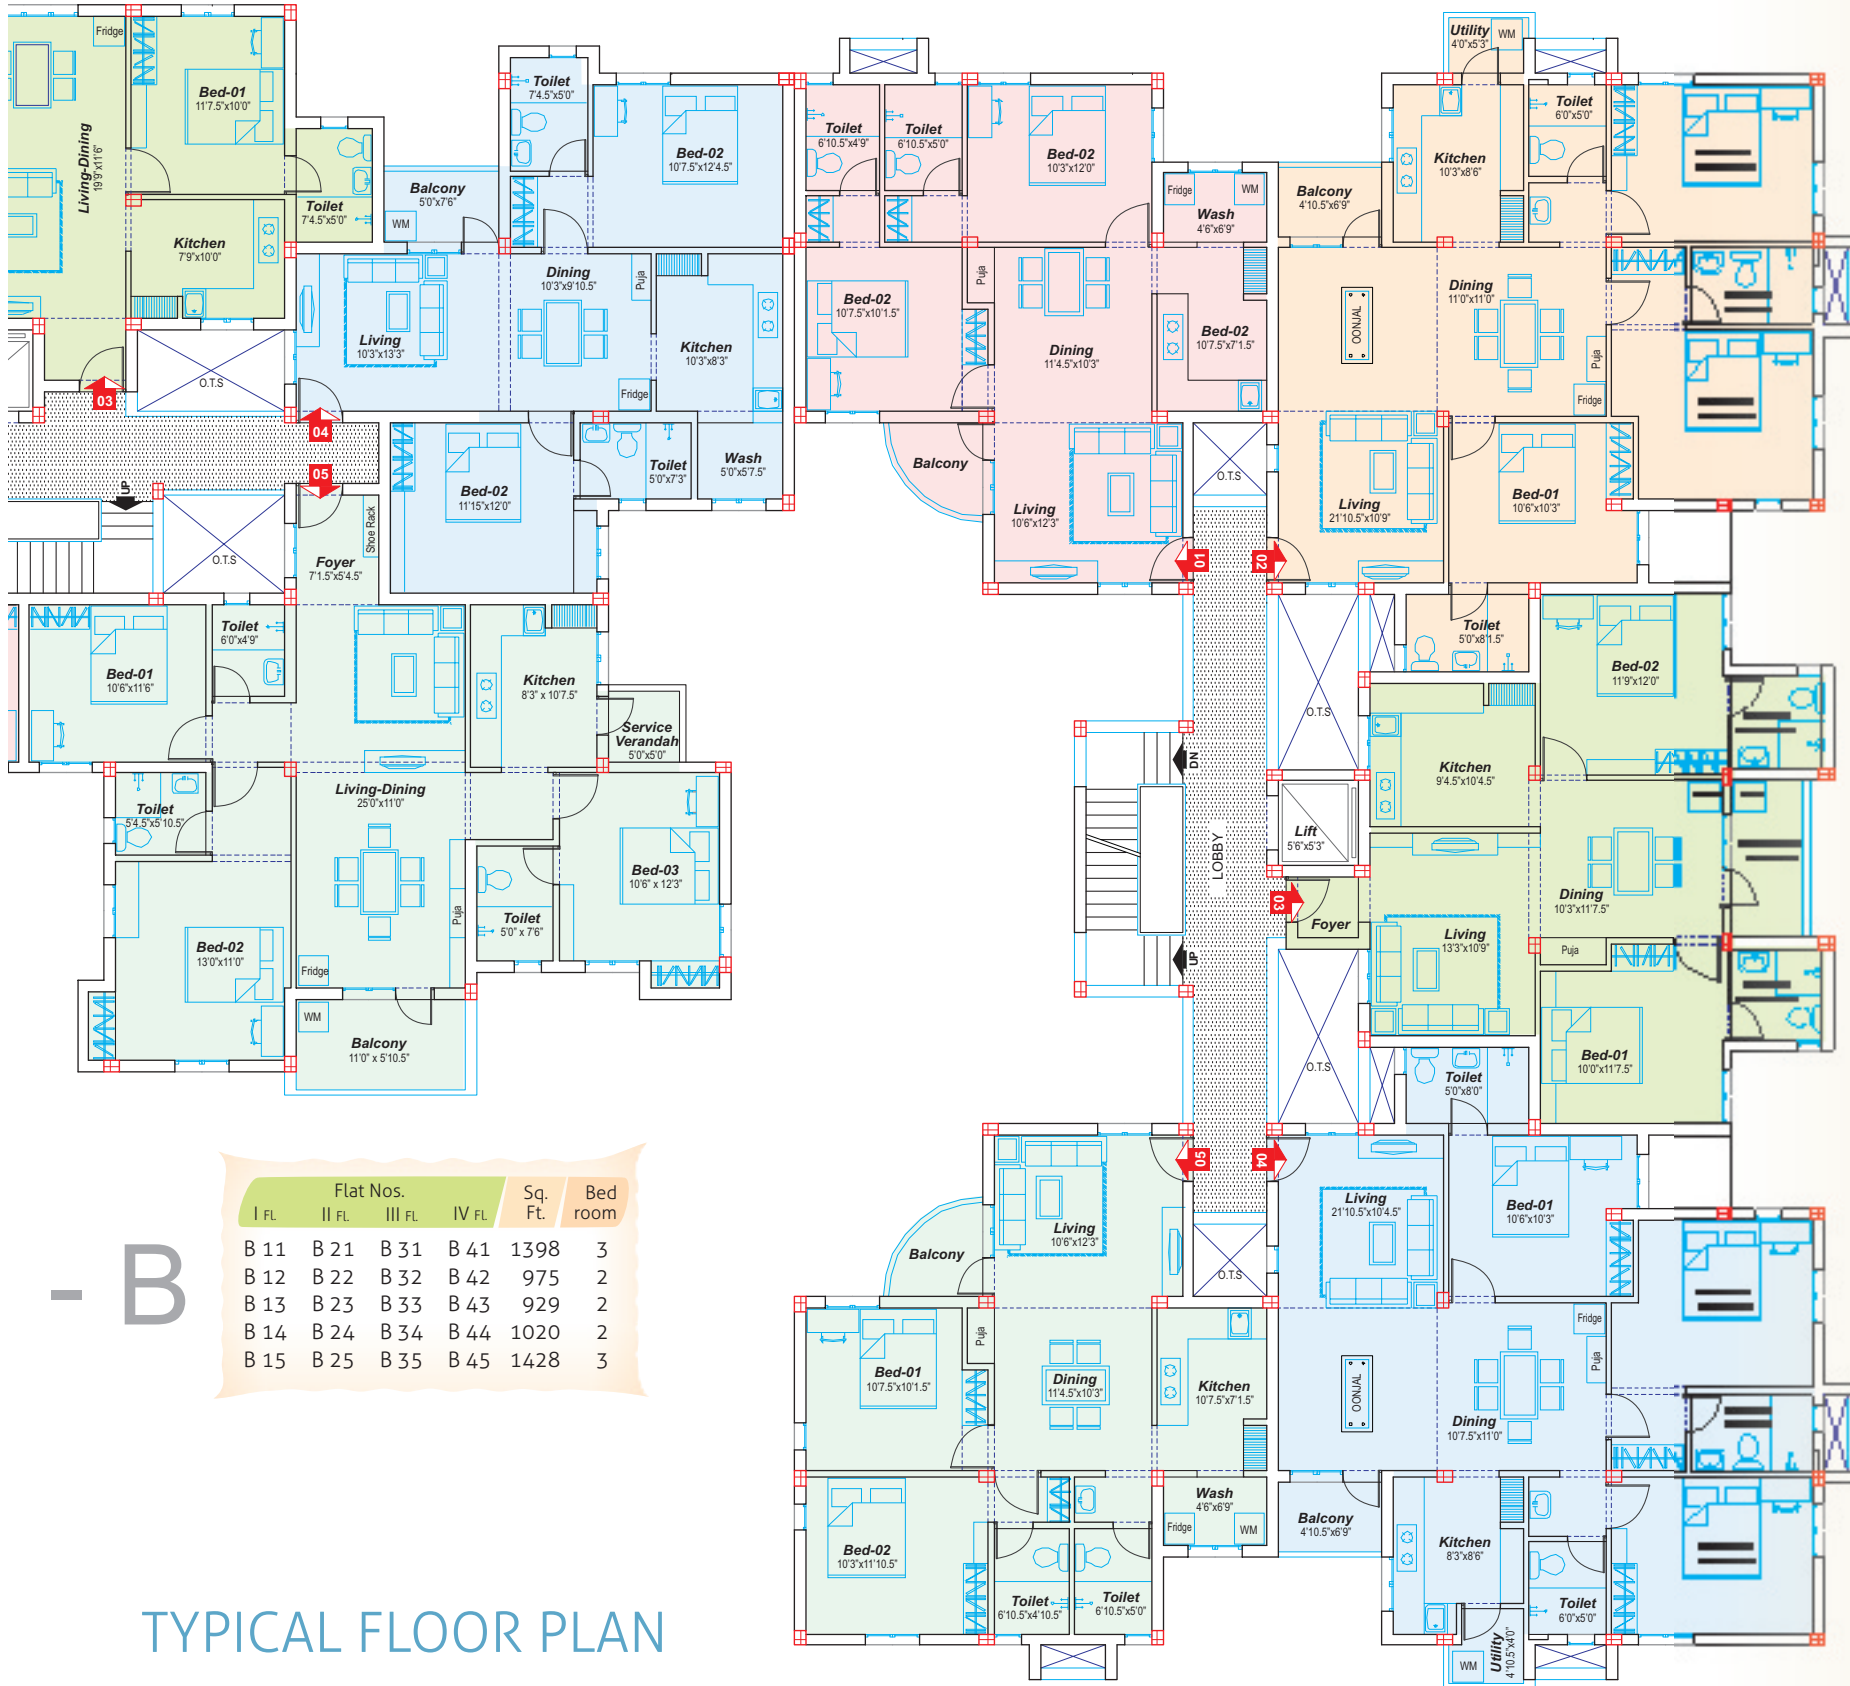 Fridge
Bed-01
11'7.5"x10'0"
Living-Dining
19'9"x11'6"
Toilet
7'4.5"x5'0"
Kitchen
7'9"x10'0"
O.T.S
03
Toilet
7'4.5"x5'0"
Bed-02
10'7.5"x12'4.5"
Balcony
5'0"x7'6"
WM
Living
10'3"x13'3"
Dining
10'3"x9'10.5"
Puja
Fridge
Kitchen
10'3"x8'3"
04
Bed-02
11'15"x12'0"
Toilet
5'0"x7'3"
Wash
5'0"x5'7.5"
05
UP
O.T.S
Shoe Rack
Foyer
7'1.5"x5'4.5"
Bed-01
10'6"x11'6"
Toilet
6'0"x4'9"
Kitchen
8'3" x 10'7.5"
Service
Verandah
5'0"x5'0"
Living-Dining
25'0"x11'0"
Toilet
5'4.5"x5'10.5"
Bed-02
13'0"x11'0"
Puja
Fridge
Toilet
5'0" x 7'6"
Bed-03
10'6" x 12'3"
WM
Balcony
11'0" x 5'10.5"
Toilet
6'10.5"x4'9"
Toilet
6'10.5"x5'0"
Bed-02
10'3"x12'0"
Fridge
WM
Wash
4'6"x6'9"
Bed-02
10'7.5"x10'1.5"
Puja
Dining
11'4.5"x10'3"
Bed-02
10'7.5"x7'1.5"
Balcony
Living
10'6"x12'3"
01
O.T.S
02
Utility
4'0"x5'3"
WM
Toilet
6'0"x5'0"
Kitchen
10'3"x8'6"
Balcony
4'10.5"x6'9"
OONJAL
Dining
11'0"x11'0"
Puja
Fridge
Living
21'10.5"x10'9"
Bed-01
10'6"x10'3"
Toilet
5'0"x8'1.5"
O.T.S
Bed-02
11'9"x12'0"
Kitchen
9'4.5"x10'4.5"
DN
LOBBY
UP
Lift
5'6"x5'3"
03
Foyer
Dining
10'3"x11'7.5"
Living
13'3"x10'9"
Puja
Bed-01
10'0"x11'7.5"
O.T.S
Toilet
5'0"x8'0"
05
04
O.T.S
Living
10'6"x12'3"
Balcony
Puja
Bed-01
10'7.5"x10'1.5"
Dining
11'4.5"x10'3"
Kitchen
10'7.5"x7'1.5"
Wash
4'6"x6'9"
Fridge
WM
Bed-02
10'3"x11'10.5"
Toilet
6'10.5"x4'10.5"
Toilet
6'10.5"x5'0"
Living
21'10.5"x10'4.5"
Bed-01
10'6"x10'3"
Fridge
Puja
OONJAL
Dining
10'7.5"x11'0"
Balcony
4'10.5"x6'9"
Kitchen
8'3"x8'6"
Toilet
6'0"x5'0"
WM
Utility
4'10.5"x4'0"
- B
Flat Nos. Sq. Ft. Bed room
I FL II FL III FL IV FL
B 11 B 21 B 31 B 41 1398 3
B 12 B 22 B 32 B 42 975 2
B 13 B 23 B 33 B 43 929 2
B 14 B 24 B 34 B 44 1020 2
B 15 B 25 B 35 B 45 1428 3
TYPICAL FLOOR PLAN